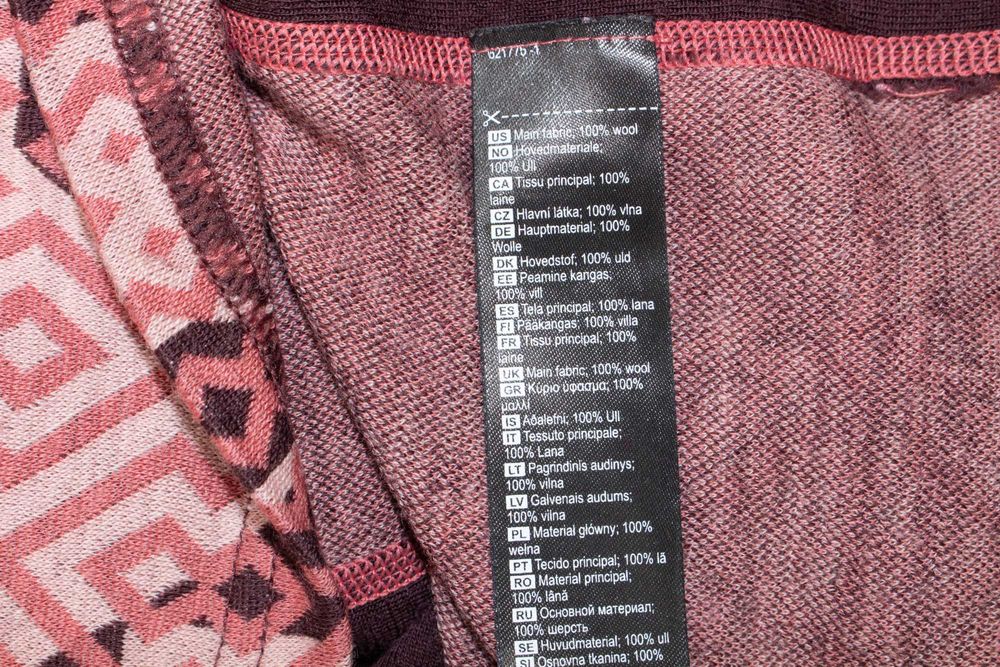 621775-1
US Main fabric; 100% wool
NO Hovedmateriale;
100% Ull
CA Tissu principal; 100%
laine
CZ Hlavní látka; 100% vlna
DE Hauptmaterial; 100%
Wolle
DK Hovedstof; 100% uld
EE Peamine kangas;
100% vill
ES Tela principal; 100% lana
FI Pääkangas; 100% villa
FR Tissu principal; 100%
laine
UK Main fabric; 100% wool
GR Κύριο ύφασμα; 100%
μαλλί
IS Aðalefni; 100% Ull
IT Tessuto principale;
100% Lana
LT Pagrindinis audinys;
100% vilna
LV Galvenais audums;
100% vilna
PL Materiał główny; 100%
wełna
PT Tecido principal; 100% lã
RO Material principal;
100% lână
RU Основной материал;
100% шерсть
SE Huvudmaterial; 100% ull
SI Osnovna tkanina; 100%